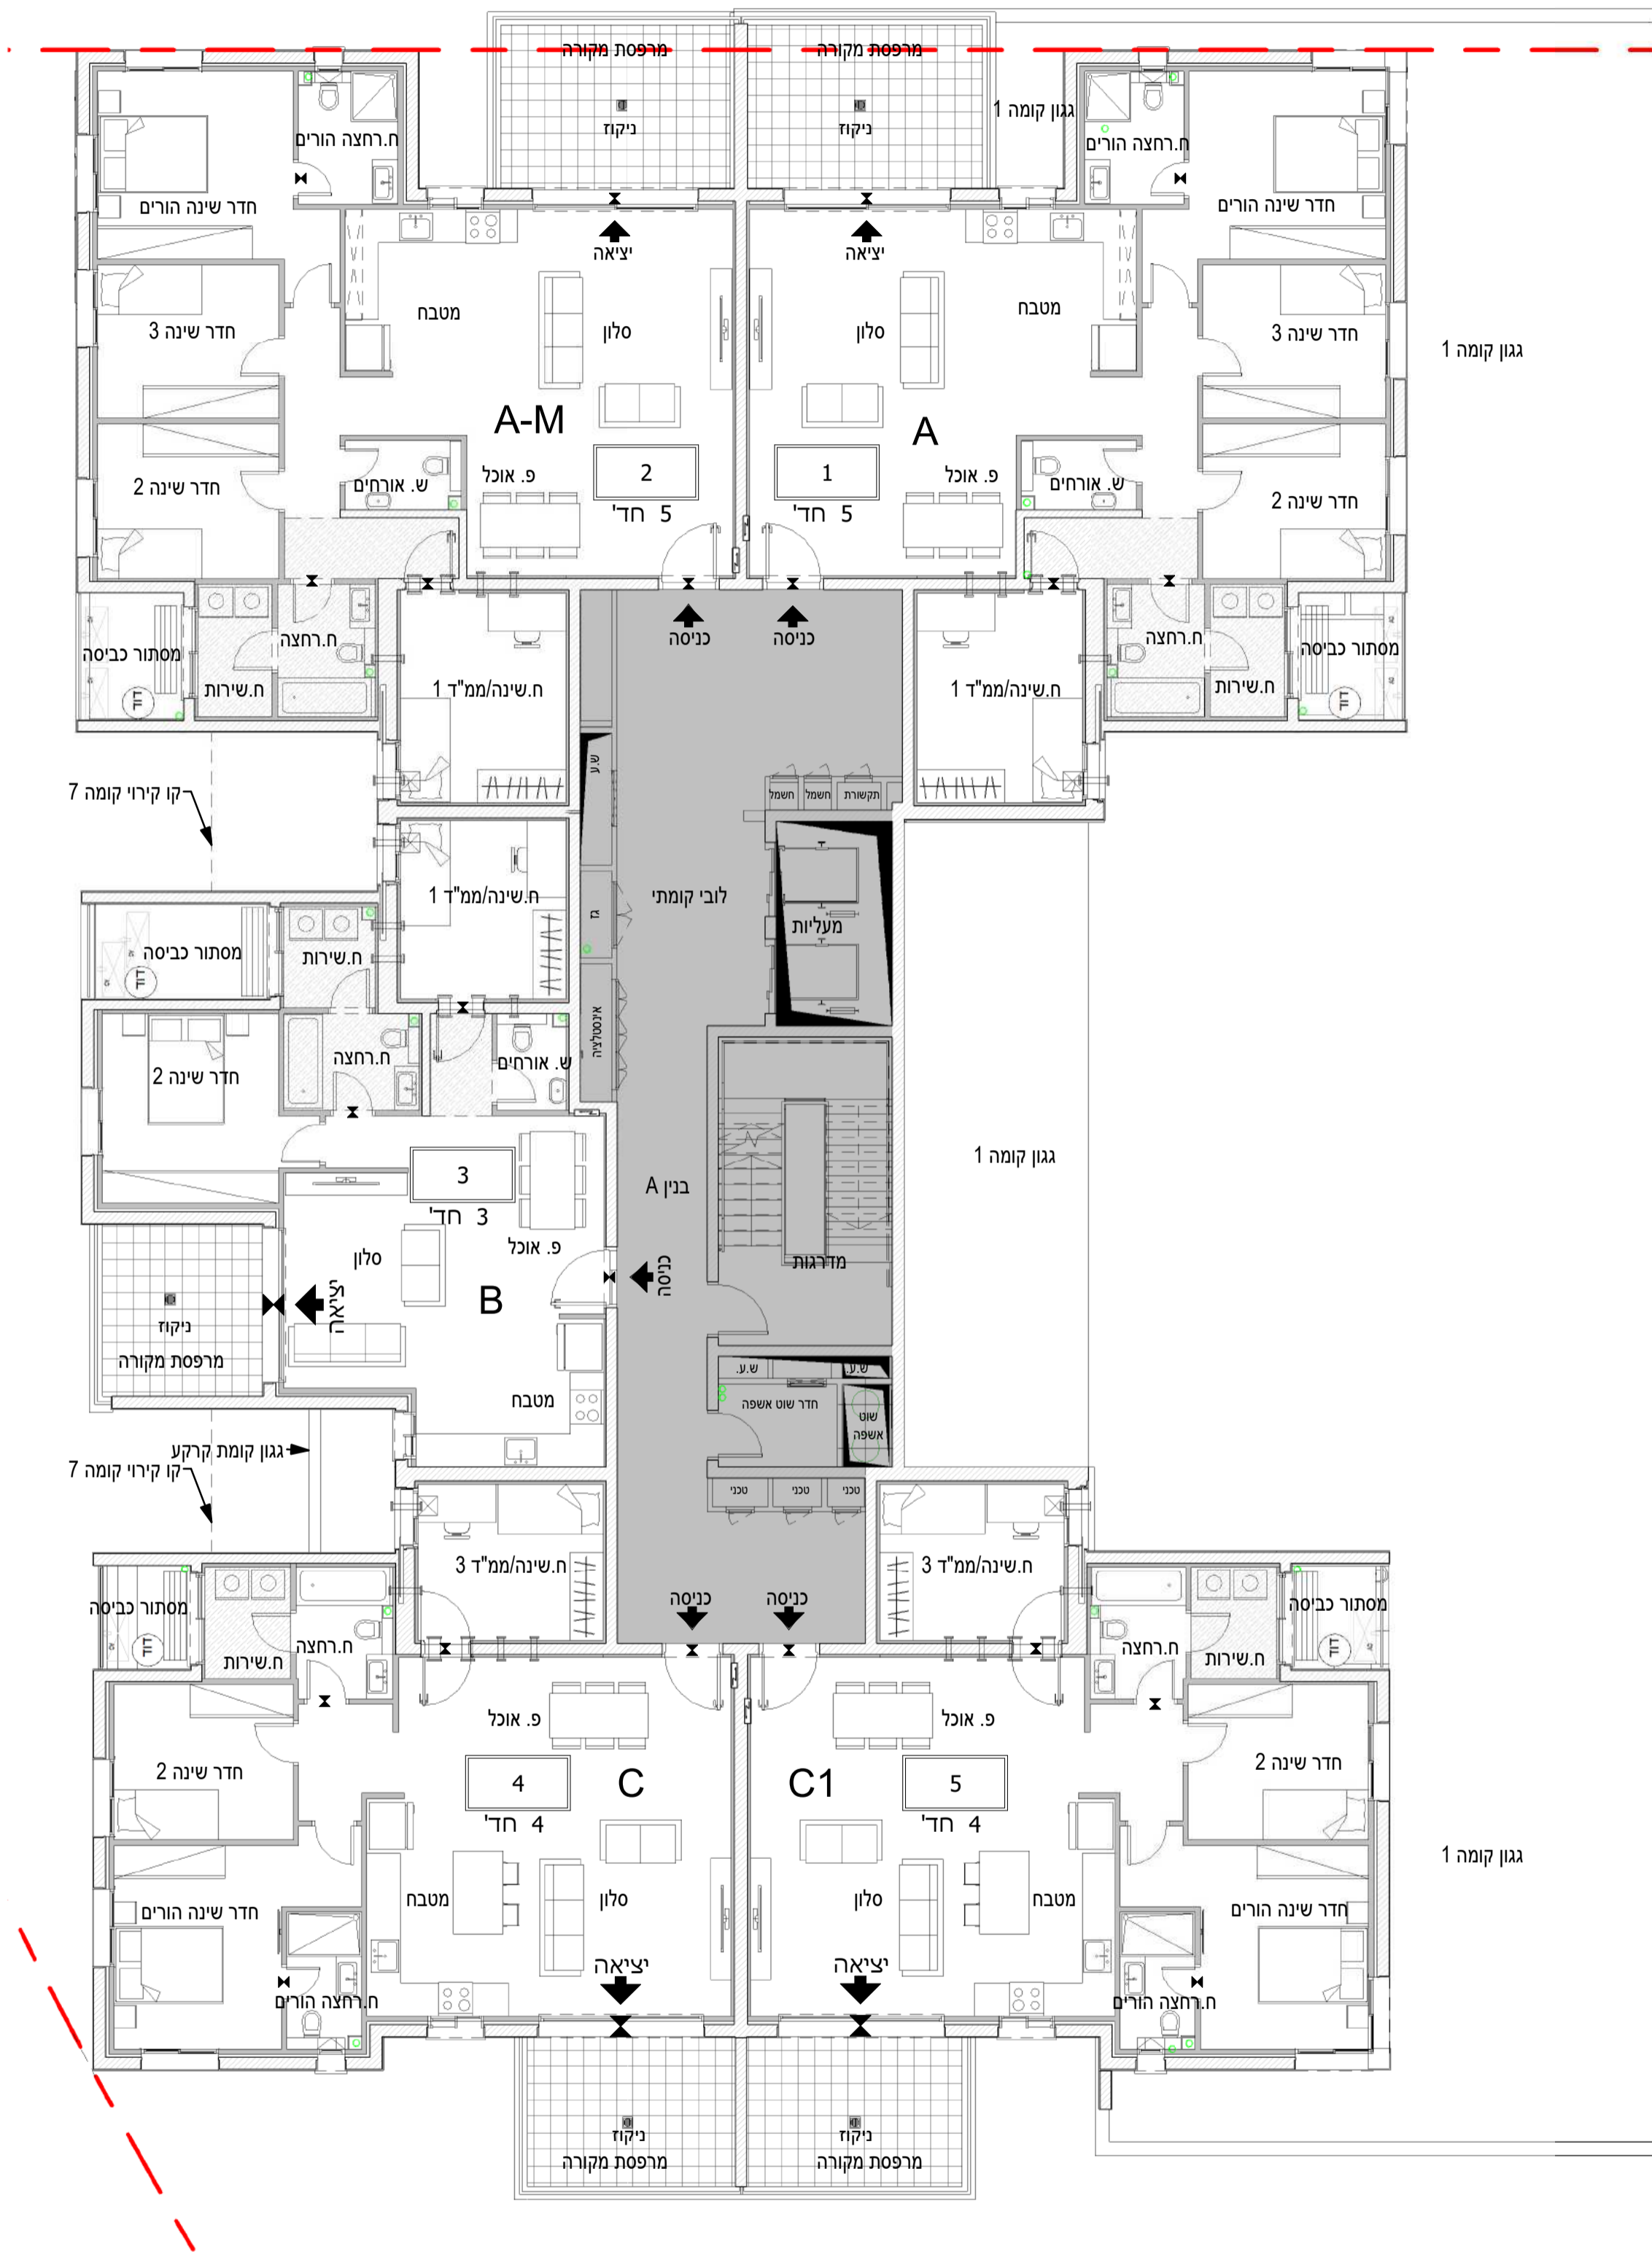 מרפסת מקורה
מרפסת מקורה
ניקוז
ניקוז
גגון קומה 1
ח.רחצה הורים
ח.רחצה הורים
חדר שינה הורים
חדר שינה הורים
יציאה
יציאה
מטבח
סלון
סלון
מטבח
חדר שינה 3
חדר שינה 3
גגון קומה 1
A-M
A
2
5 חד'
1
5 חד'
פ. אוכל
פ. אוכל
ש. אורחים
ש. אורחים
חדר שינה 2
חדר שינה 2
כניסה
כניסה
ח.רחצה
ח.רחצה
מסתור כביסה
מסתור כביסה
ח.שירות
ח.שירות
דוד
דוד
ח.שינה/ממ"ד 1
ח.שינה/ממ"ד 1
ש.ע
קו קירוי קומה 7
חשמל
חשמל
תקשורת
ח.שינה/ממ"ד 1
לובי קומתי
גז
מעליות
מסתור כביסה
דוד
ח.שירות
אינסטלציה
ח.רחצה
ש. אורחים
חדר שינה 2
3
3 חד'
בנין A
גגון קומה 1
סלון
פ. אוכל
כניסה
מדרגות
B
יציאה
ניקוז
מרפסת מקורה
מטבח
ש.ע.
ש.ע.
חדר שוט אשפה
שוט
אשפה
גגון קומת קרקע
קו קירוי קומה 7
טכני
טכני
טכני
ח.שינה/ממ"ד 3
ח.שינה/ממ"ד 3
כניסה
כניסה
מסתור כביסה
מסתור כביסה
דוד
דוד
ח.רחצה
ח.רחצה
ח.שירות
ח.שירות
פ. אוכל
פ. אוכל
חדר שינה 2
חדר שינה 2
4
4 חד'
C
C1
5
4 חד'
גגון קומה 1
מטבח
סלון
סלון
מטבח
חדר שינה הורים
חדר שינה הורים
יציאה
יציאה
ח.רחצה הורים
ח.רחצה הורים
ניקוז
ניקוז
מרפסת מקורה
מרפסת מקורה